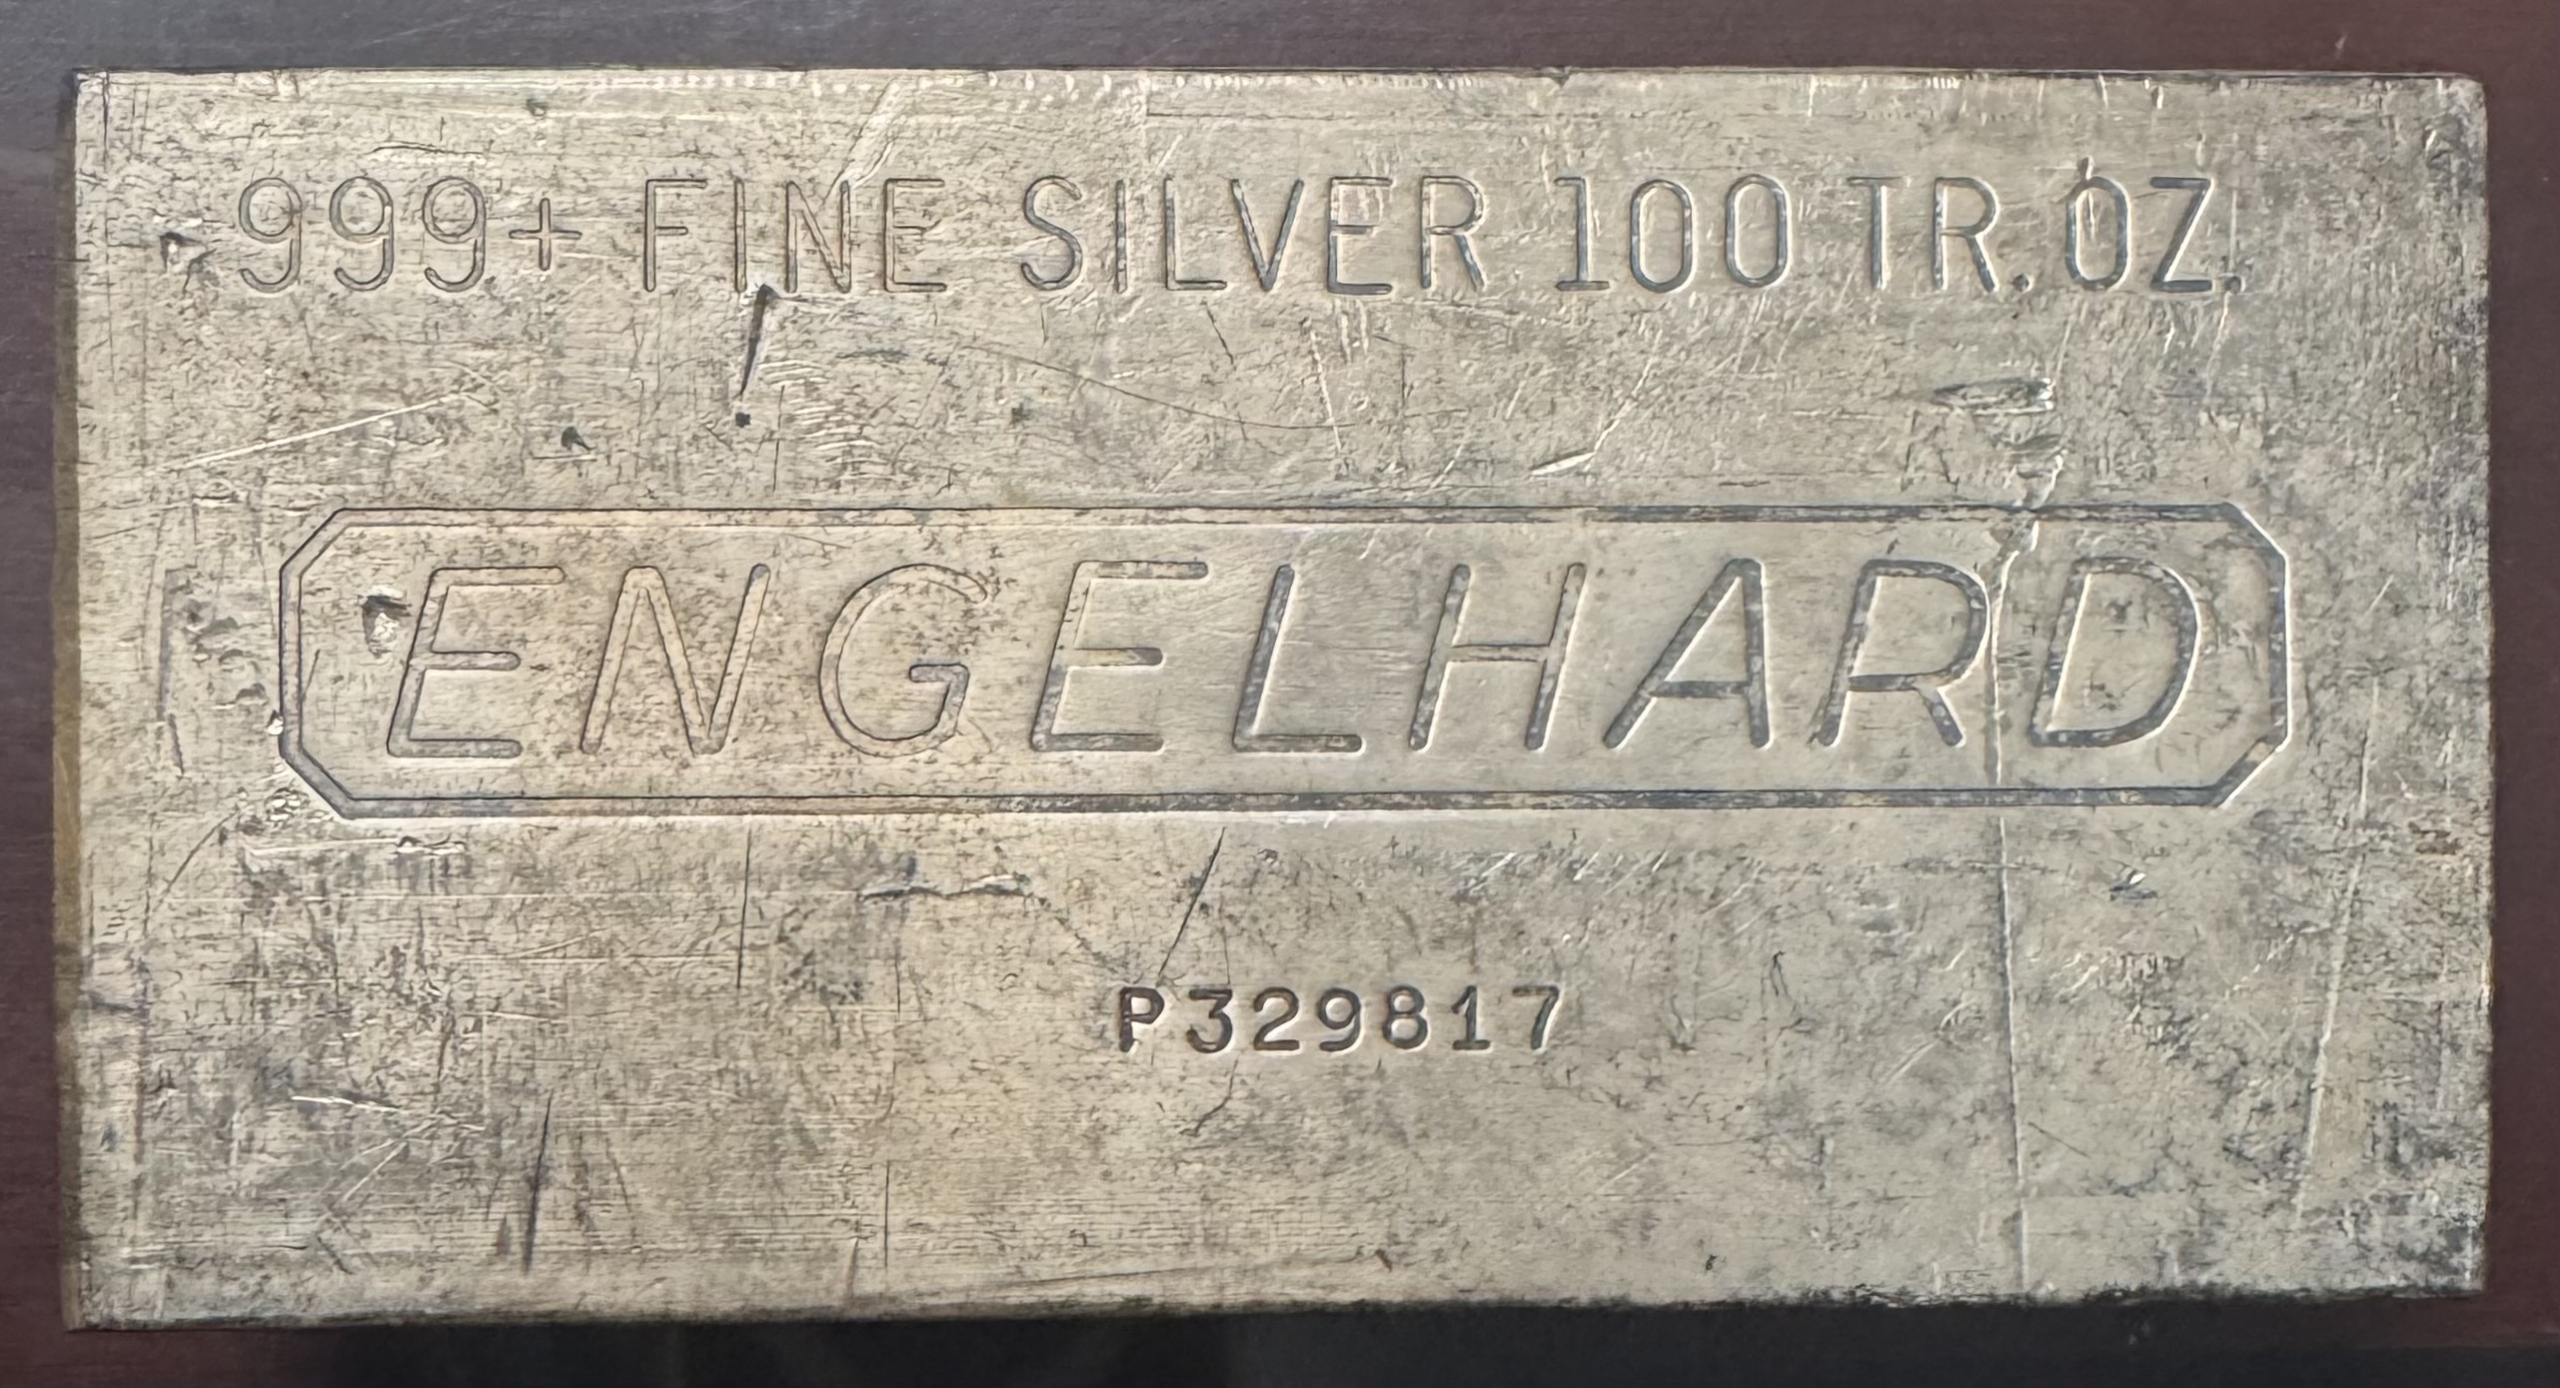 999+ FINE SILVER 100 TR. OZ.
ENGELHARD
P329817